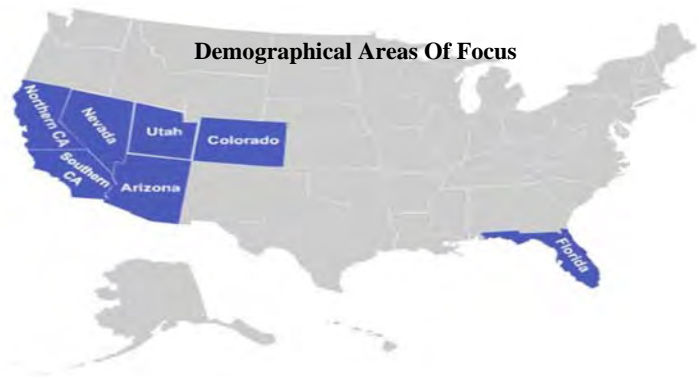 Demographical Areas Of Focus
Northern CA
Nevada
Utah
Colorado
Southern
CA
Arizona
Florida